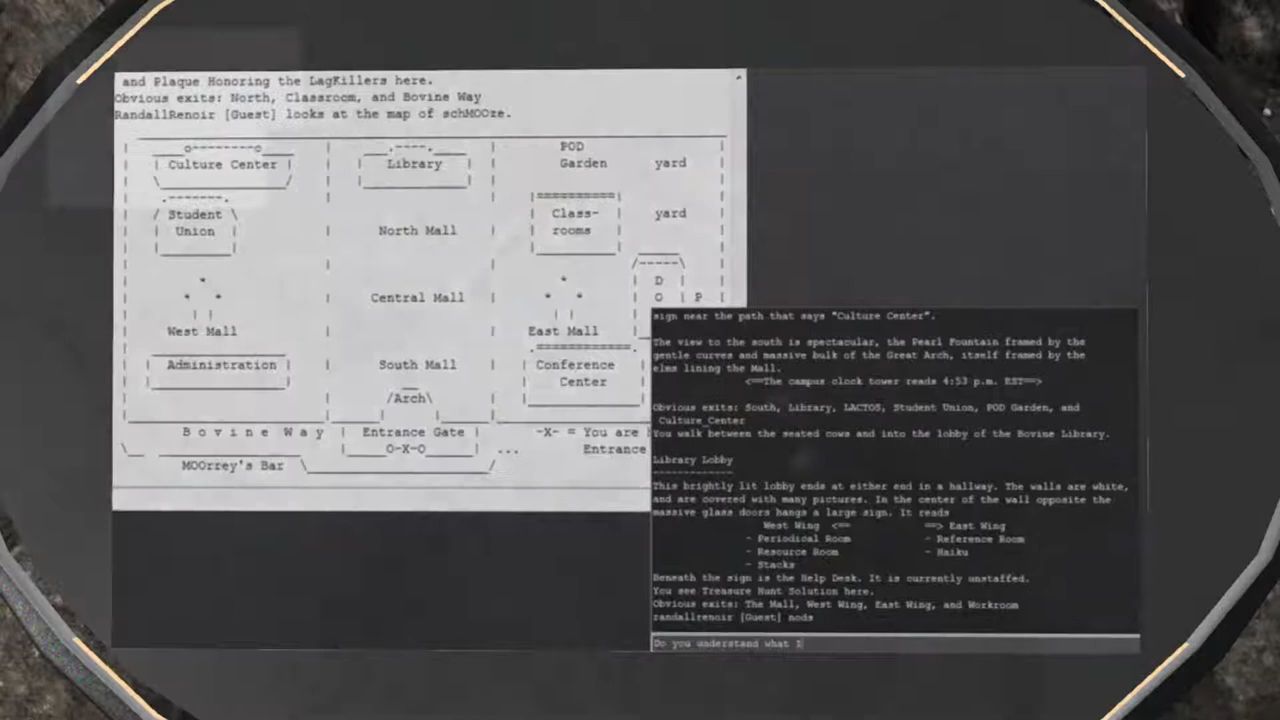 and Plaque Honoring the LagKillers here.
Obvious exits: North, Classroom, and Bovine Way
RandallRenoir [Guest] looks at the map of schMOOze.
POD
Culture Center Library Garden yard
Student Class- yard
Union North Mall rooms
D
Central Mall O P
West Mall East Mall
Administration South Mall Conference
/Arch\ Center
Bovine Way Entrance Gate -X- = You are
O-X-O ... Entrance
MOOrrey's Bar
sign near the path that says "Culture Center".
The view to the south is spectacular, the Pearl Fountain framed by the
gentle curves and massive bulk of the Great Arch, itself framed by the
elms lining the Mall.
<==The campus clock tower reads 4:53 p.m. EST==>
Obvious exits: South, Library, LACTOS, Student Union, POD Garden, and
Culture_Center
You walk between the seated cows and into the lobby of the Bovine Library.
Library Lobby
-------------
This brightly lit lobby ends at either end in a hallway. The walls are white,
and are covered with many pictures. In the center of the wall opposite the
massive glass doors hangs a large sign. It reads
West Wing <== ==> East Wing
- Periodical Room - Reference Room
- Resource Room - Haiku
- Stacks
Beneath the sign is the Help Desk. It is currently unstaffed.
You see Treasure Hunt Solution here.
Obvious exits: The Mall, West Wing, East Wing, and Workroom
randallrenoir [Guest] nods
Do you understand what I